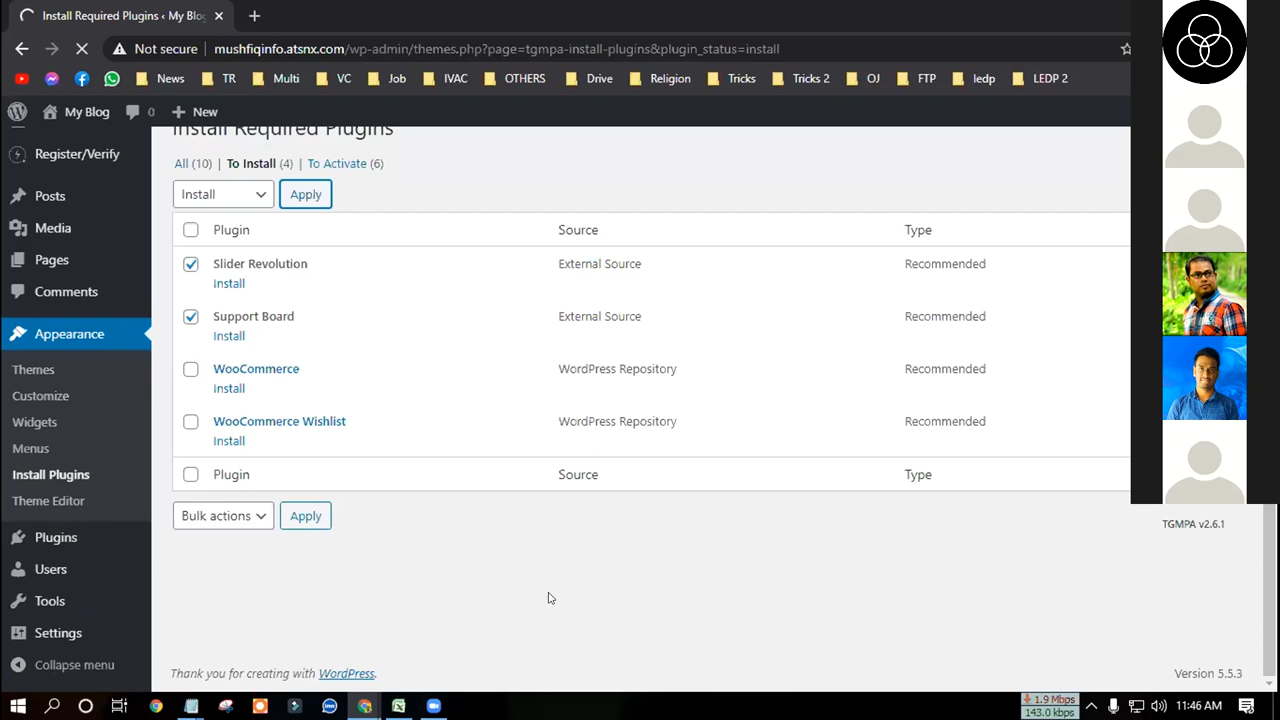 Install Required Plugins ‹ My Blog
Not secure mushfiqinfo.atsnx.com/wp-admin/themes.php?page=tgmpa-install-plugins&plugin_status=install
News TR Multi VC Job IVAC OTHERS Drive Religion Tricks Tricks 2 OJ FTP ledp LEDP 2
My Blog 0 New
Install Required Plugins
Register/Verify
Posts
Media
Pages
Comments
Appearance
Themes
Customize
Widgets
Menus
Install Plugins
Theme Editor
Plugins
Users
Tools
Settings
Collapse menu
All (10) | To Install (4) | To Activate (6)
Install Apply
Plugin Source Type
Slider Revolution External Source Recommended
Install
Support Board External Source Recommended
Install
WooCommerce WordPress Repository Recommended
Install
WooCommerce Wishlist WordPress Repository Recommended
Install
Plugin Source Type
Bulk actions Apply
TGMPA v2.6.1
Thank you for creating with WordPress.
Version 5.5.3
1.9 Mbps
143.0 kbps
11:46 AM